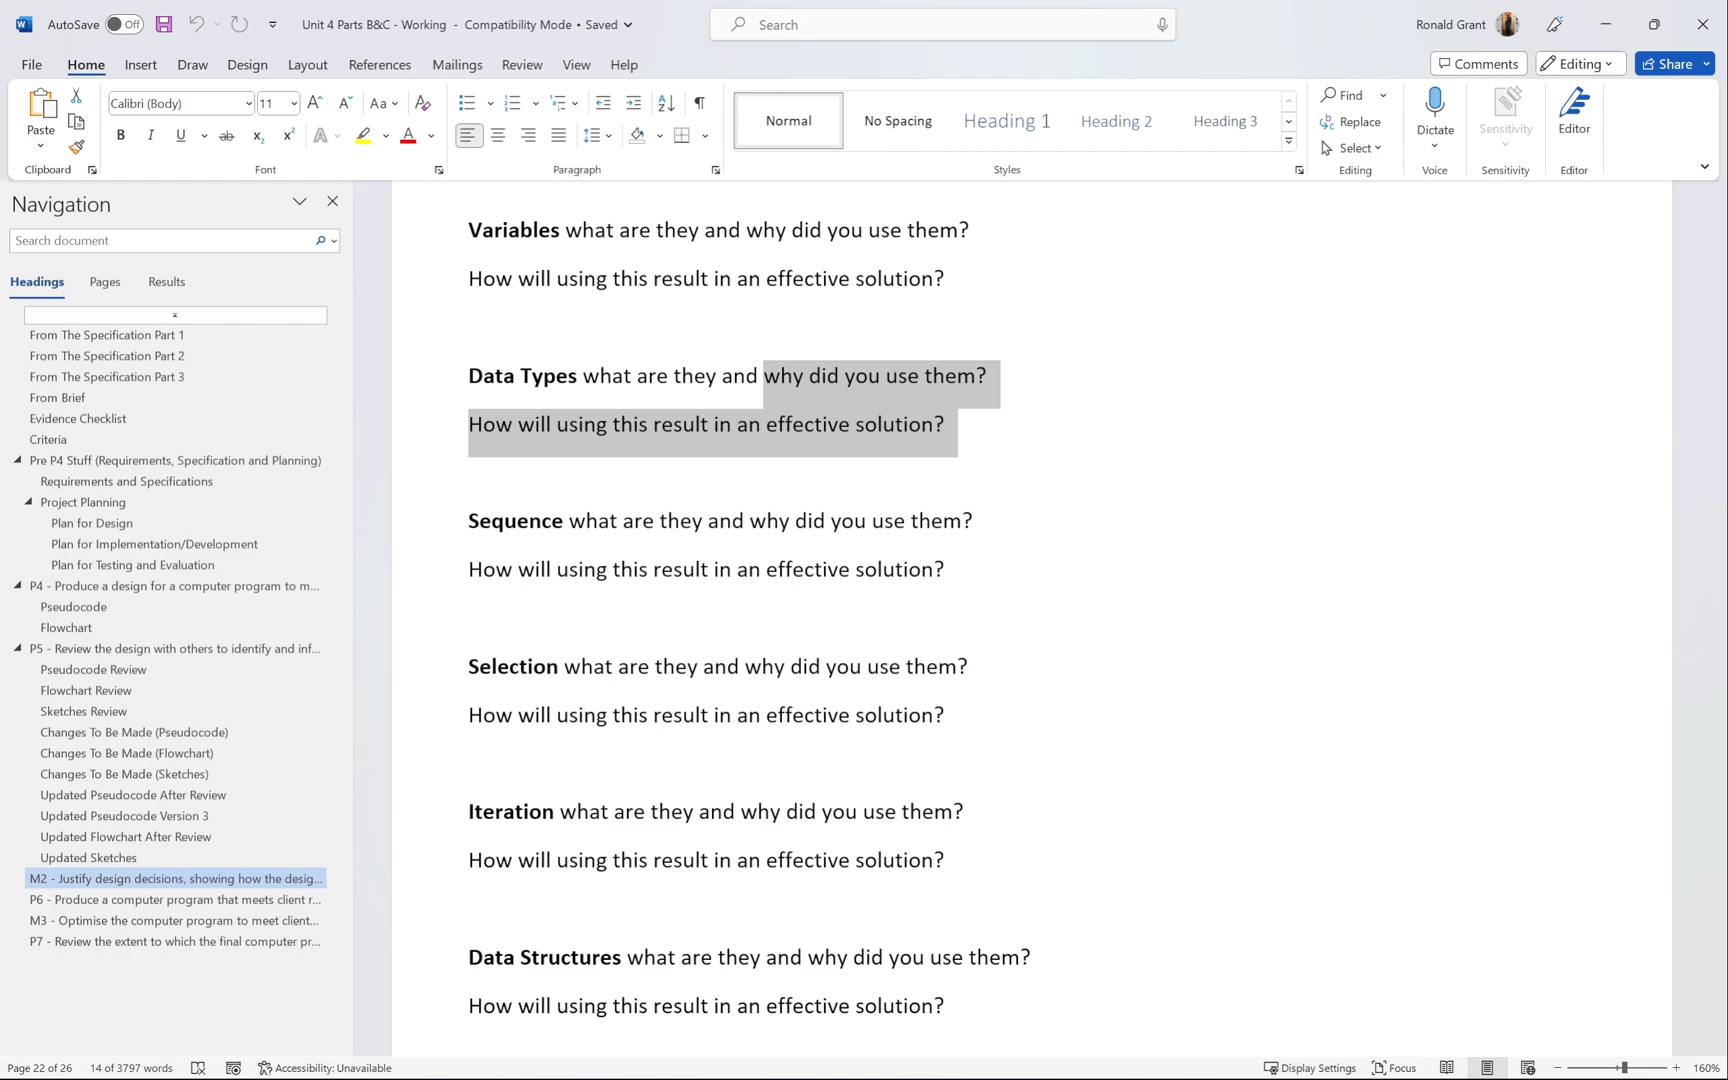 AutoSave Off Unit 4 Parts B&C - Working - Compatibility Mode • Saved Search Ronald Grant
File Home Insert Draw Design Layout References Mailings Review View Help Comments Editing Share
Paste
Clipboard
Calibri (Body) 11
Font
Paragraph
Normal No Spacing Heading 1 Heading 2 Heading 3
Styles
Find
Replace
Select
Editing
Dictate
Voice
Sensitivity
Sensitivity
Editor
Editor
Navigation
Search document
Headings Pages Results
From The Specification Part 1
From The Specification Part 2
From The Specification Part 3
From Brief
Evidence Checklist
Criteria
Pre P4 Stuff (Requirements, Specification and Planning)
Requirements and Specifications
Project Planning
Plan for Design
Plan for Implementation/Development
Plan for Testing and Evaluation
P4 - Produce a design for a computer program to m...
Pseudocode
Flowchart
P5 - Review the design with others to identify and inf...
Pseudocode Review
Flowchart Review
Sketches Review
Changes To Be Made (Pseudocode)
Changes To Be Made (Flowchart)
Changes To Be Made (Sketches)
Updated Pseudocode After Review
Updated Pseudocode Version 3
Updated Flowchart After Review
Updated Sketches
M2 - Justify design decisions, showing how the desig...
P6 - Produce a computer program that meets client r...
M3 - Optimise the computer program to meet client...
P7 - Review the extent to which the final computer pr...
Variables what are they and why did you use them?
How will using this result in an effective solution?
Data Types what are they and why did you use them?
How will using this result in an effective solution?
Sequence what are they and why did you use them?
How will using this result in an effective solution?
Selection what are they and why did you use them?
How will using this result in an effective solution?
Iteration what are they and why did you use them?
How will using this result in an effective solution?
Data Structures what are they and why did you use them?
How will using this result in an effective solution?
Page 22 of 26 14 of 3797 words Accessibility: Unavailable Display Settings Focus 160%